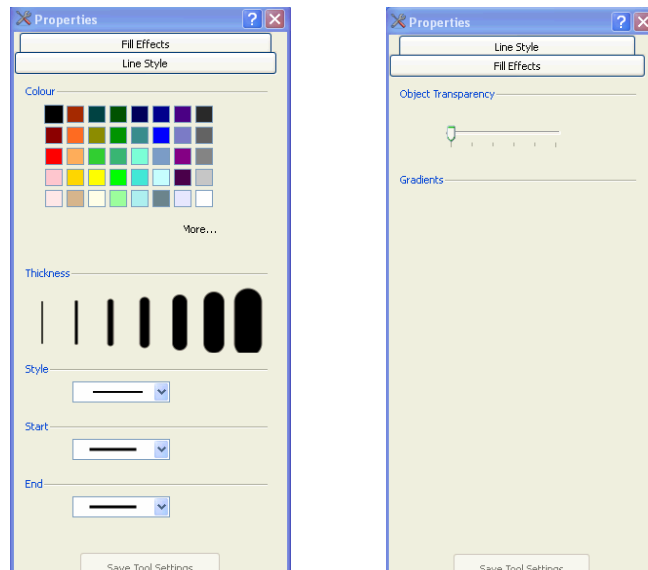 Properties
Fill Effects
Line Style
Colour
More...
Thickness
Style
Start
End
Save Tool Settings
Properties
Line Style
Fill Effects
Object Transparency
Gradients
Save Tool Settings